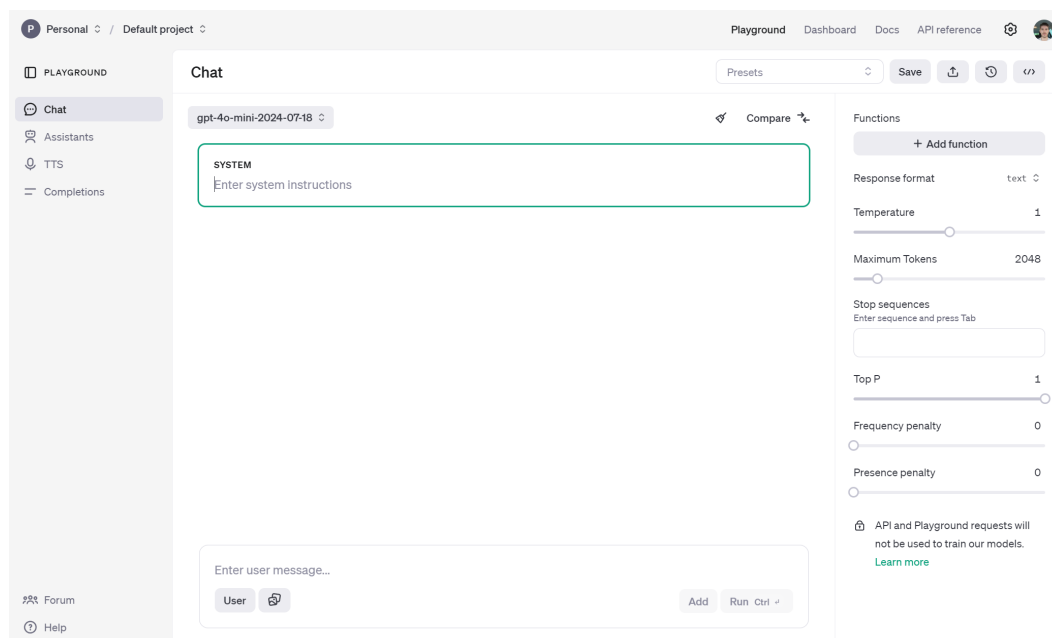 P Personal / Default project
Playground Dashboard Docs API reference
PLAYGROUND
Chat
Assistants
TTS
Completions
Forum
Help
Chat
Presets
Save
gpt-4o-mini-2024-07-18
Compare
SYSTEM
Enter system instructions
Enter user message...
User
Add
Run Ctrl ↵
Functions
+ Add function
Response format text
Temperature 1
Maximum Tokens 2048
Stop sequences
Enter sequence and press Tab
Top P 1
Frequency penalty 0
Presence penalty 0
API and Playground requests will
not be used to train our models.
Learn more